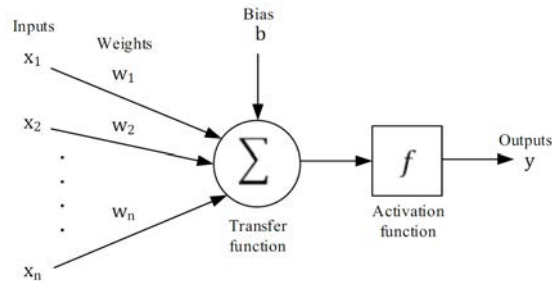 Inputs
Weights
Bias
b
x₁
w₁
x₂
w₂
∑
f
Outputs
y
wₙ
Transfer
function
Activation
function
xₙ